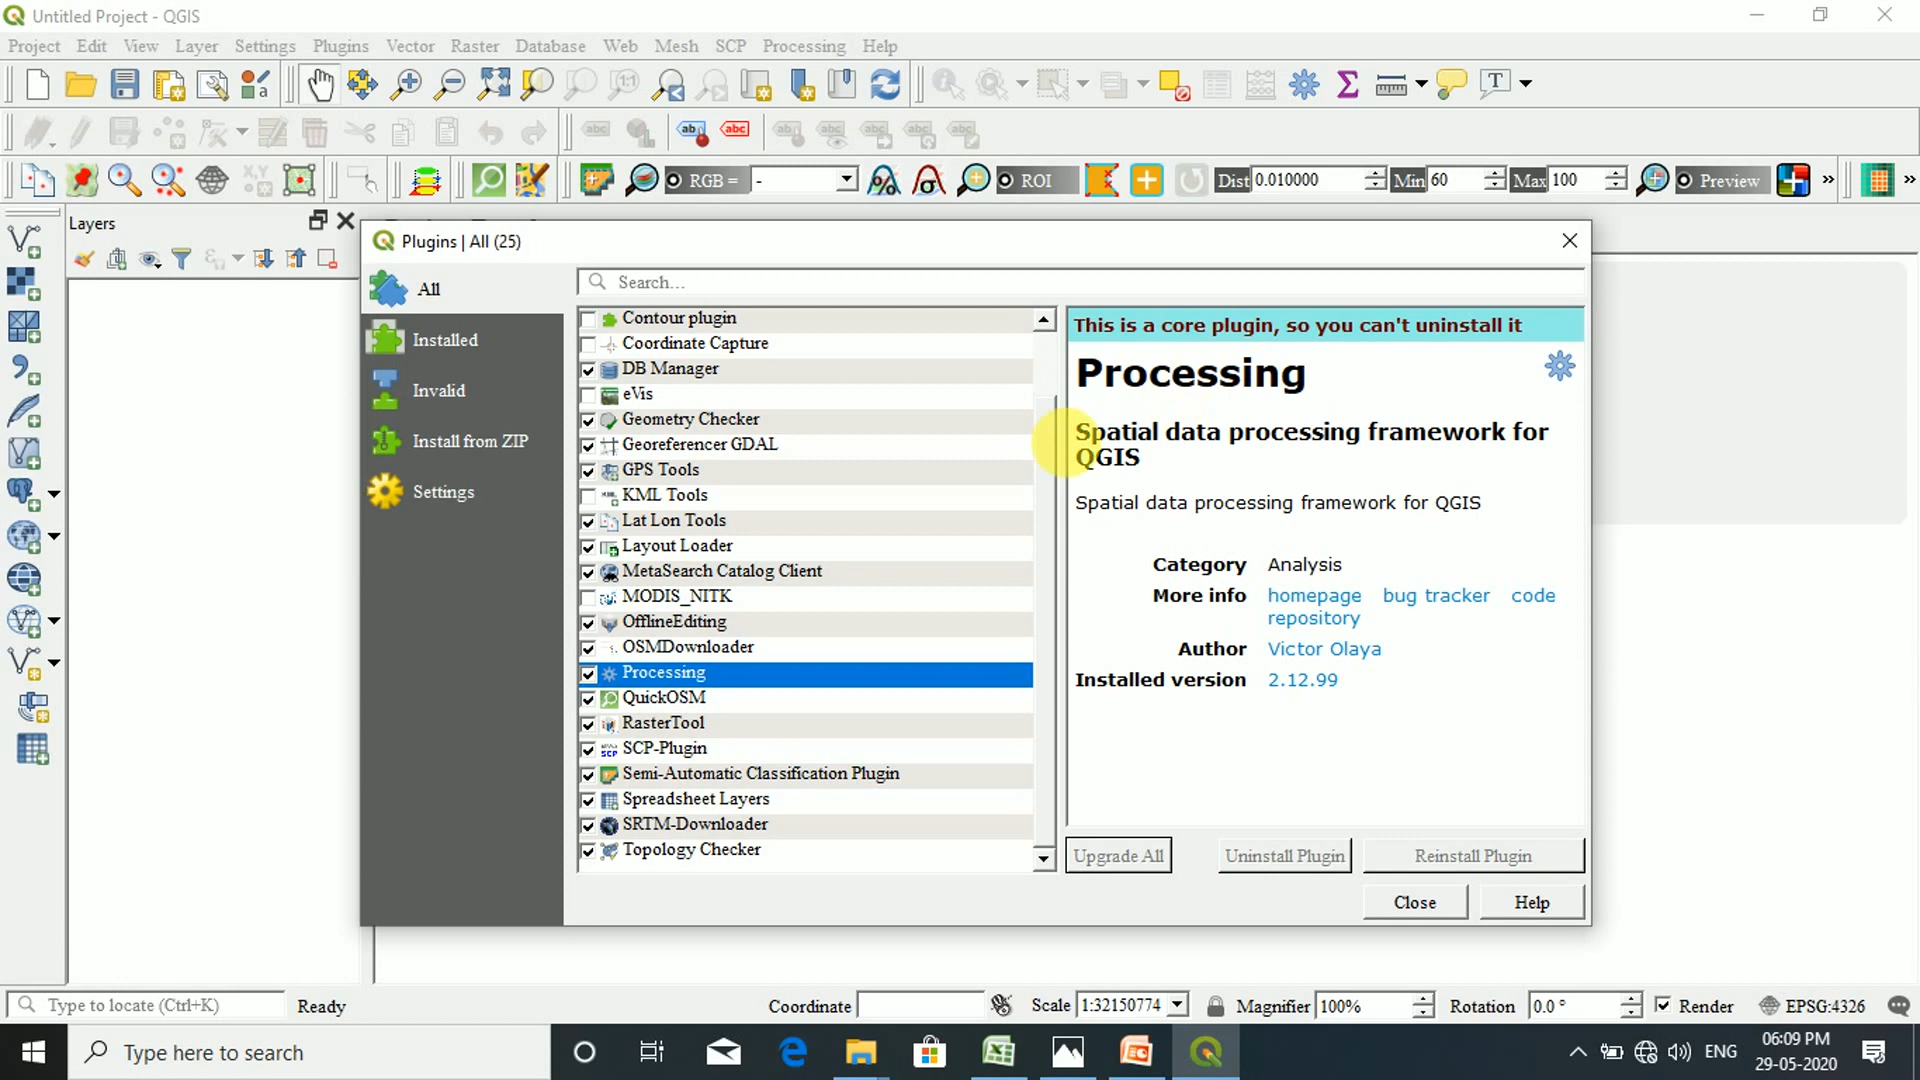 Untitled Project - QGIS
Project Edit View Layer Settings Plugins Vector Raster Database Web Mesh SCP Processing Help
1:1
T
abc ab abc
RGB = - ROI Dist 0.010000 Min 60 Max 100 Preview » »
X,Y
Layers
Plugins | All (25)
All
Installed
Invalid
Install from ZIP
Settings
Search...
Contour plugin
Coordinate Capture
DB Manager
eVis
Geometry Checker
Georeferencer GDAL
GPS Tools
KML Tools
Lat Lon Tools
Layout Loader
MetaSearch Catalog Client
MODIS_NITK
OfflineEditing
OSMDownloader
Processing
QuickOSM
RasterTool
SCP-Plugin
Semi-Automatic Classification Plugin
Spreadsheet Layers
SRTM-Downloader
Topology Checker
This is a core plugin, so you can't uninstall it
Processing
Spatial data processing framework for
QGIS
Spatial data processing framework for QGIS
Category Analysis
More info homepage bug tracker code
repository
Author Victor Olaya
Installed version 2.12.99
Upgrade All Uninstall Plugin Reinstall Plugin
Close Help
Type to locate (Ctrl+K) Ready Coordinate Scale 1:32150774 Magnifier 100% Rotation 0.0 ° Render EPSG:4326
Type here to search
ENG
06:09 PM
29-05-2020